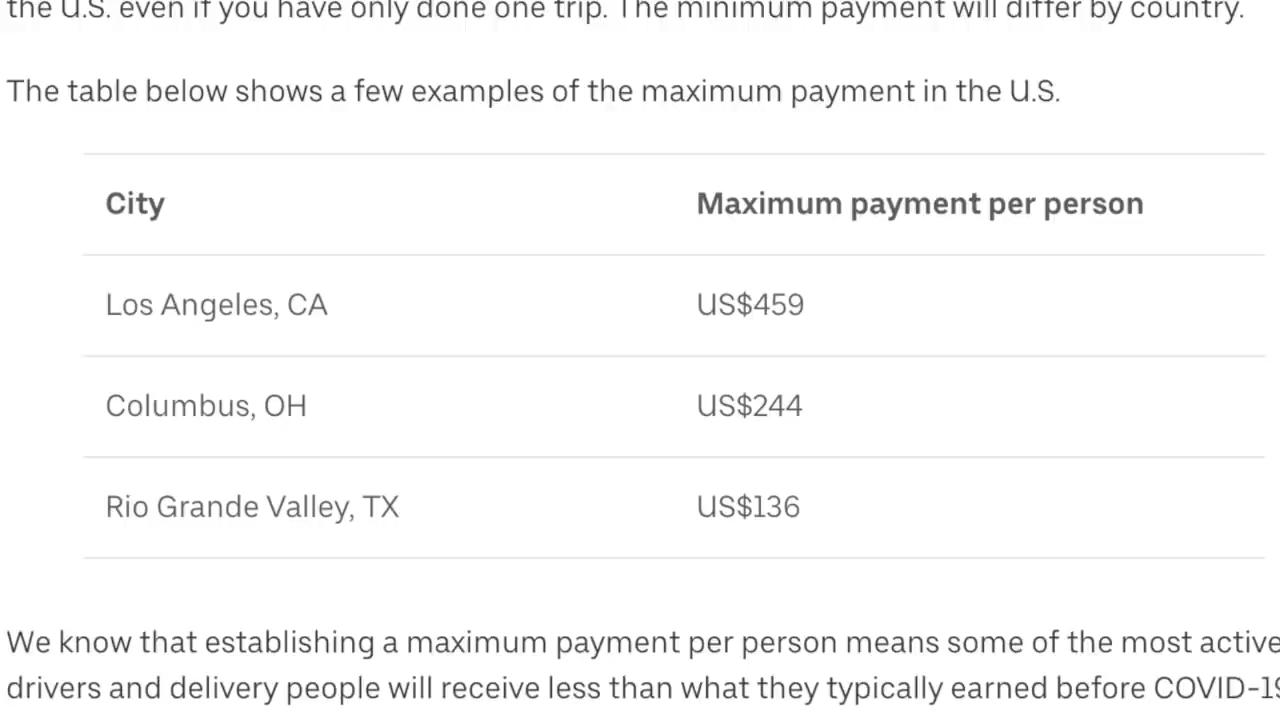 the U.S. even if you have only done one trip. The minimum payment will differ by country.
The table below shows a few examples of the maximum payment in the U.S.
City Maximum payment per person
Los Angeles, CA US$459
Columbus, OH US$244
Rio Grande Valley, TX US$136
We know that establishing a maximum payment per person means some of the most active
drivers and delivery people will receive less than what they typically earned before COVID-19